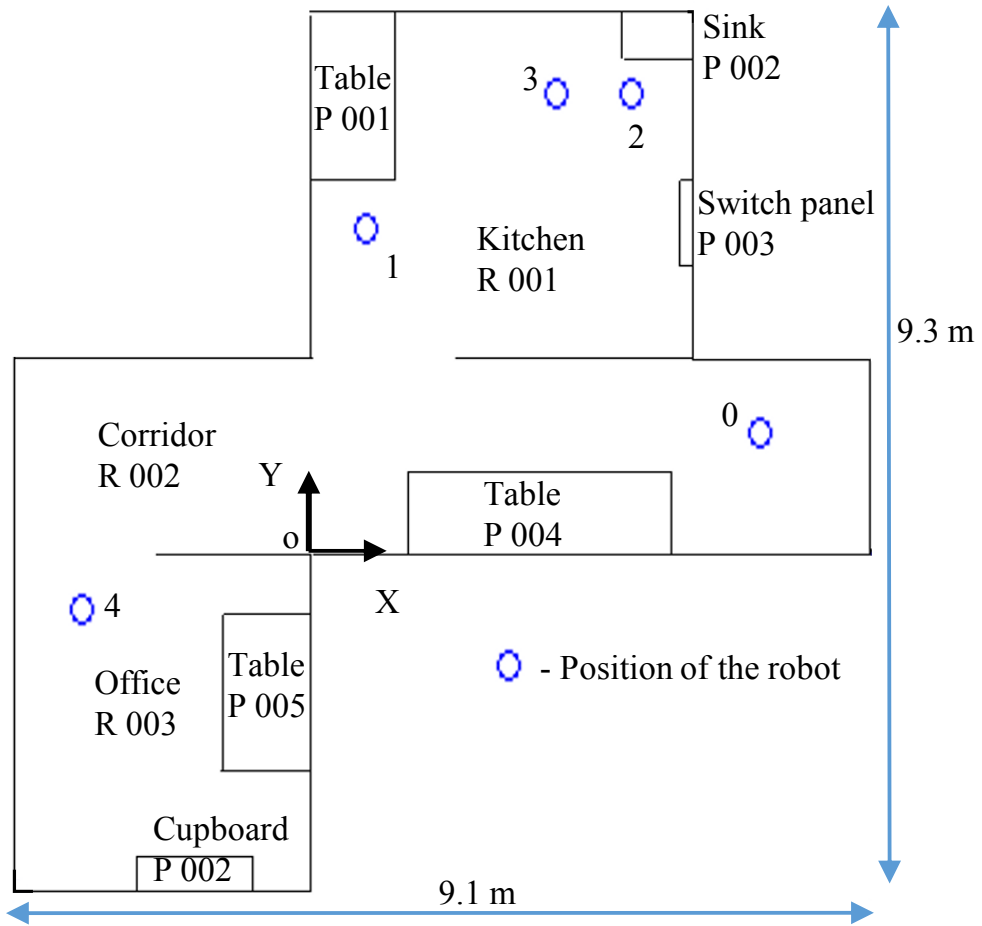 Sink
P 002
Table
P 001
3
2
Switch panel
P 003
Kitchen
R 001
1
9.3 m
0
Corridor
R 002
Y
Table
P 004
o
X
4
Table
P 005
- Position of the robot
Office
R 003
Cupboard
P 002
9.1 m